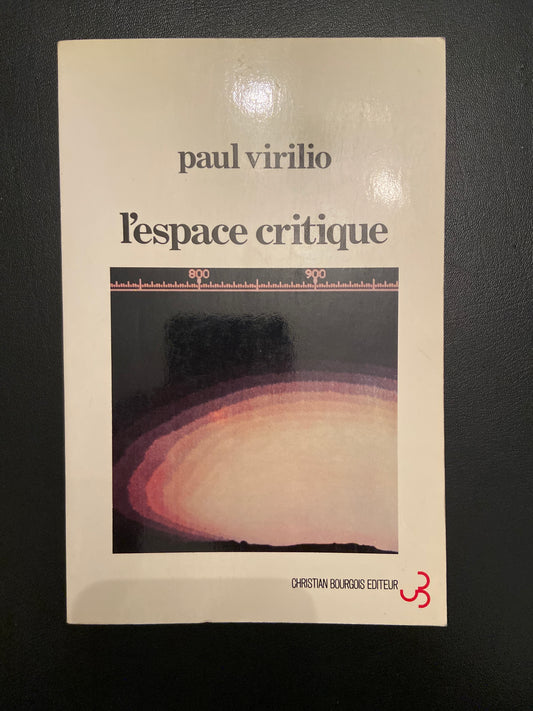 paul virilio
l'espace critique
800 900
CHRISTIAN BOURGOIS EDITEUR